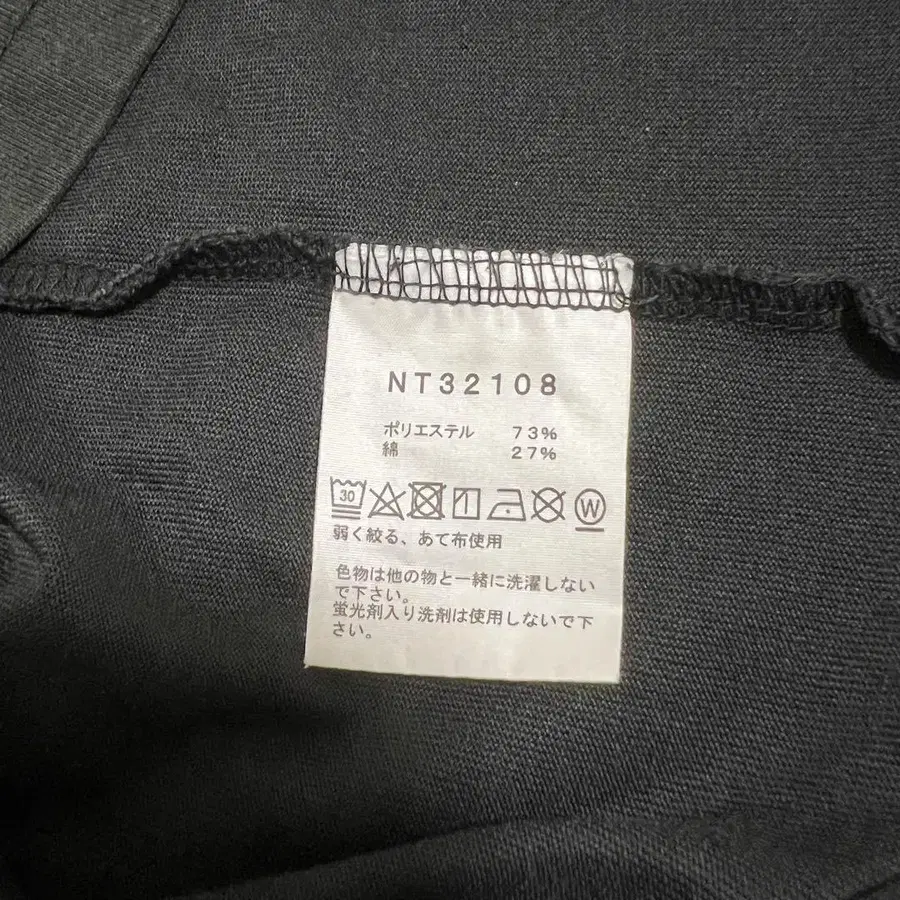 NT32108
ポリエステル 73%
綿 27%
30 W
弱く絞る、あて布使用
色物は他の物と一緒に洗濯しない
で下さい。
蛍光剤入り洗剤は使用しないで下
さい。